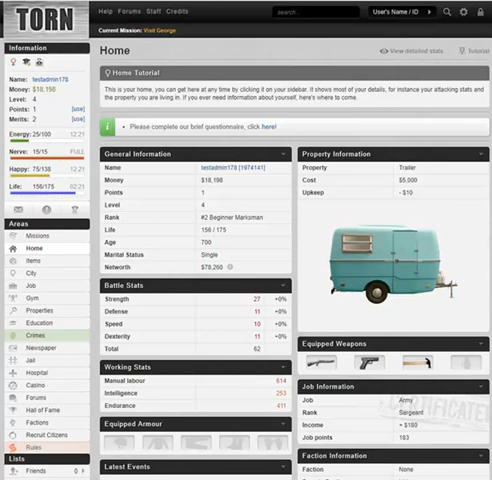 TORN
Help Forums Staff Credits
search...
User's Name / ID
Current Mission: Visit George
Information
Name: testadmin178
Money: $18,198
Level: 4
Points: 1 [use]
Merits: 2 [use]
Energy: 25/100 12:21
Nerve: 15/15 FULL
Happy: 75/138 12:21
Life: 156/175 02:21
Areas
Missions
Home
Items
City
Job
Gym
Properties
Education
Crimes
Newspaper
Jail
Hospital
Casino
Forums
Hall of Fame
Factions
Recruit Citizens
Rules
Lists
Friends 0
Home
View detailed stats
Tutorial
Home Tutorial
This is your home, you can get here at any time by clicking it on your sidebar. It shows most of your details, for instance your attacking stats and
the property you are living in. If you ever need information about yourself, here's where to come.
Please complete our brief questionnaire, click here!
General Information
Name testadmin178 [1974141]
Money $18,198
Points 1
Level 4
Rank #2 Beginner Marksman
Life 156 / 175
Age 700
Marital Status Single
Networth $78,260
Battle Stats
Strength 27 +0%
Defense 11 +0%
Speed 10 +0%
Dexterity 11 +0%
Total 62
Working Stats
Manual labour 614
Intelligence 253
Endurance 411
Equipped Armour
Latest Events
Property Information
Property Trailer
Cost $5,000
Upkeep - $10
Equipped Weapons
Job Information
Job Army
Rank Sergeant
Income + $180
Job points 183
CERTIFICATE
Faction Information
Faction None